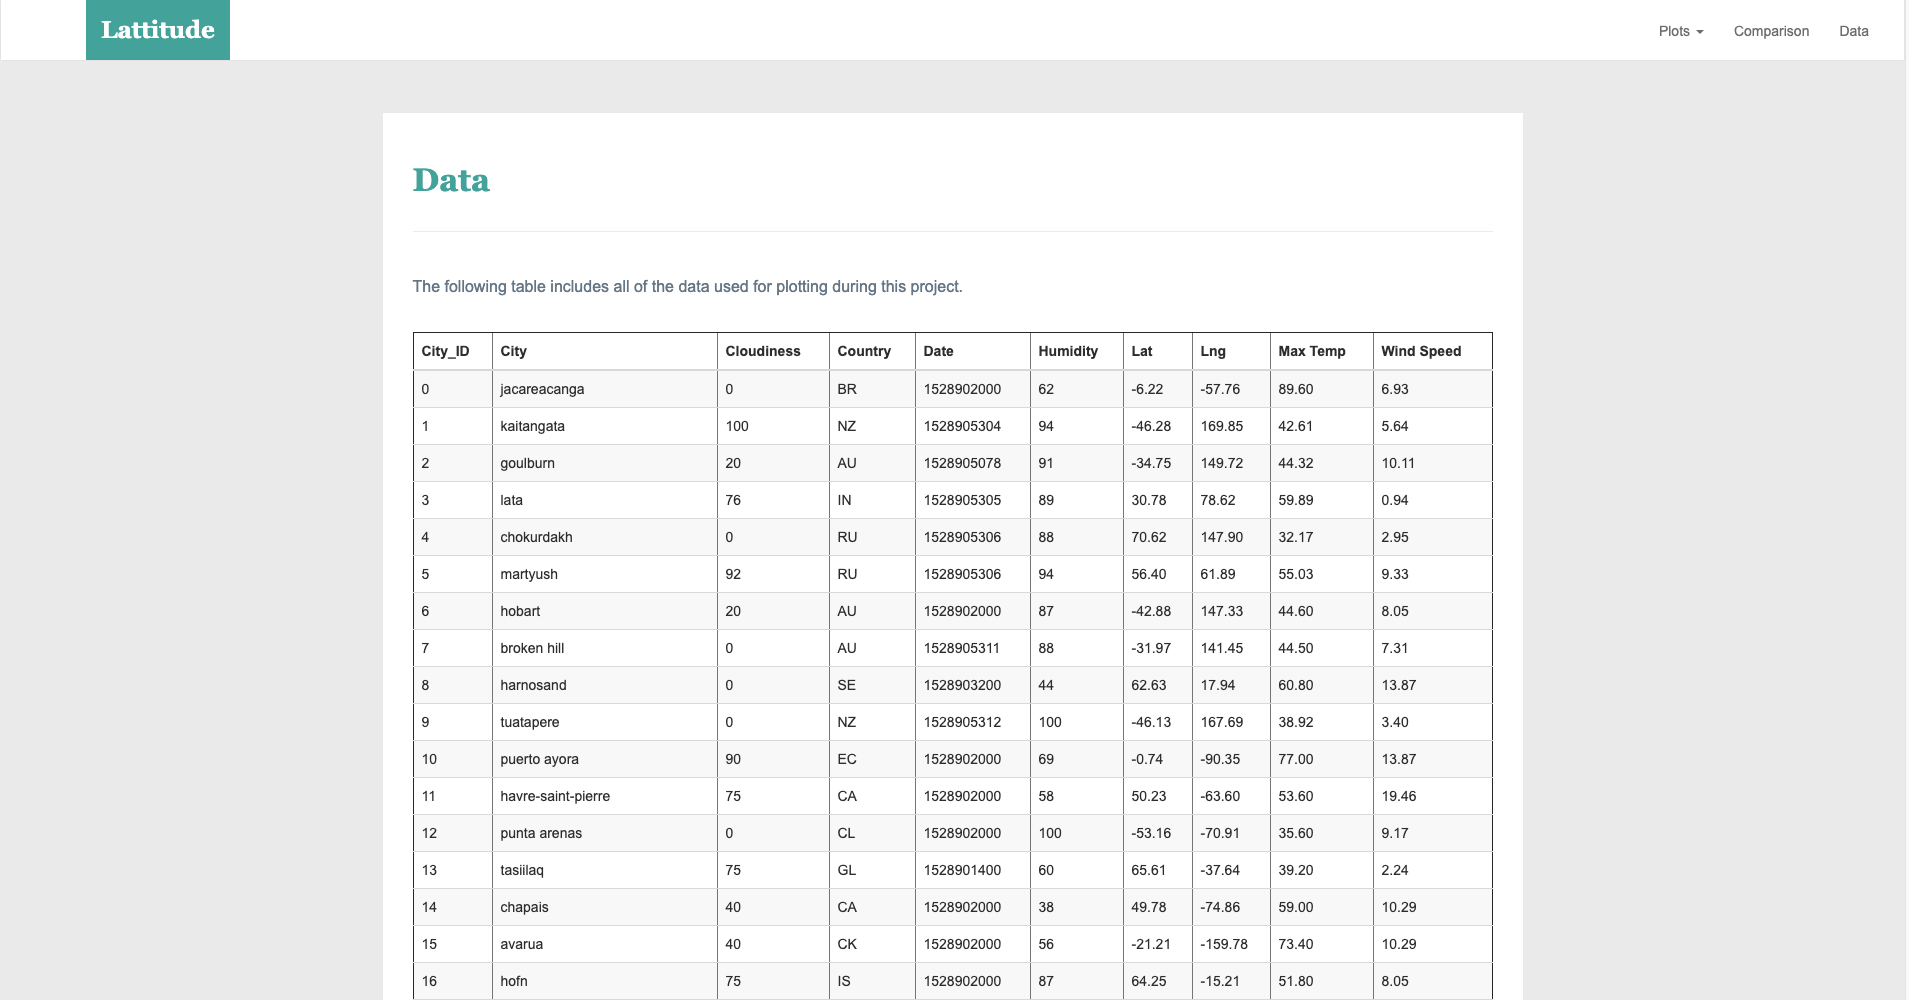 Lattitude
Plots Comparison Data
Data
The following table includes all of the data used for plotting during this project.
City_ID City Cloudiness Country Date Humidity Lat Lng Max Temp Wind Speed
0 jacareacanga 0 BR 1528902000 62 -6.22 -57.76 89.60 6.93
1 kaitangata 100 NZ 1528905304 94 -46.28 169.85 42.61 5.64
2 goulburn 20 AU 1528905078 91 -34.75 149.72 44.32 10.11
3 lata 76 IN 1528905305 89 30.78 78.62 59.89 0.94
4 chokurdakh 0 RU 1528905306 88 70.62 147.90 32.17 2.95
5 martyush 92 RU 1528905306 94 56.40 61.89 55.03 9.33
6 hobart 20 AU 1528902000 87 -42.88 147.33 44.60 8.05
7 broken hill 0 AU 1528905311 88 -31.97 141.45 44.50 7.31
8 harnosand 0 SE 1528903200 44 62.63 17.94 60.80 13.87
9 tuatapere 0 NZ 1528905312 100 -46.13 167.69 38.92 3.40
10 puerto ayora 90 EC 1528902000 69 -0.74 -90.35 77.00 13.87
11 havre-saint-pierre 75 CA 1528902000 58 50.23 -63.60 53.60 19.46
12 punta arenas 0 CL 1528902000 100 -53.16 -70.91 35.60 9.17
13 tasiilaq 75 GL 1528901400 60 65.61 -37.64 39.20 2.24
14 chapais 40 CA 1528902000 38 49.78 -74.86 59.00 10.29
15 avarua 40 CK 1528902000 56 -21.21 -159.78 73.40 10.29
16 hofn 75 IS 1528902000 87 64.25 -15.21 51.80 8.05